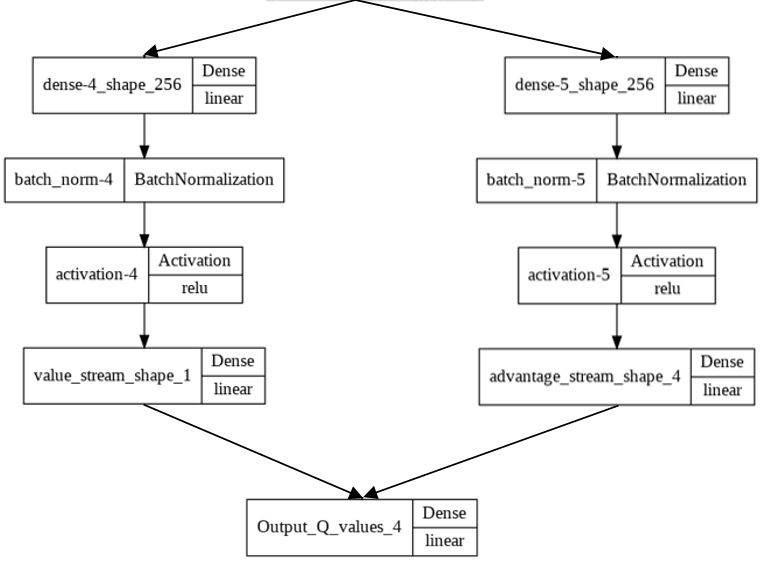 dense-4_shape_256
Dense
linear
dense-5_shape_256
Dense
linear
batch_norm-4
BatchNormalization
batch_norm-5
BatchNormalization
activation-4
Activation
relu
activation-5
Activation
relu
value_stream_shape_1
Dense
linear
advantage_stream_shape_4
Dense
linear
Output_Q_values_4
Dense
linear